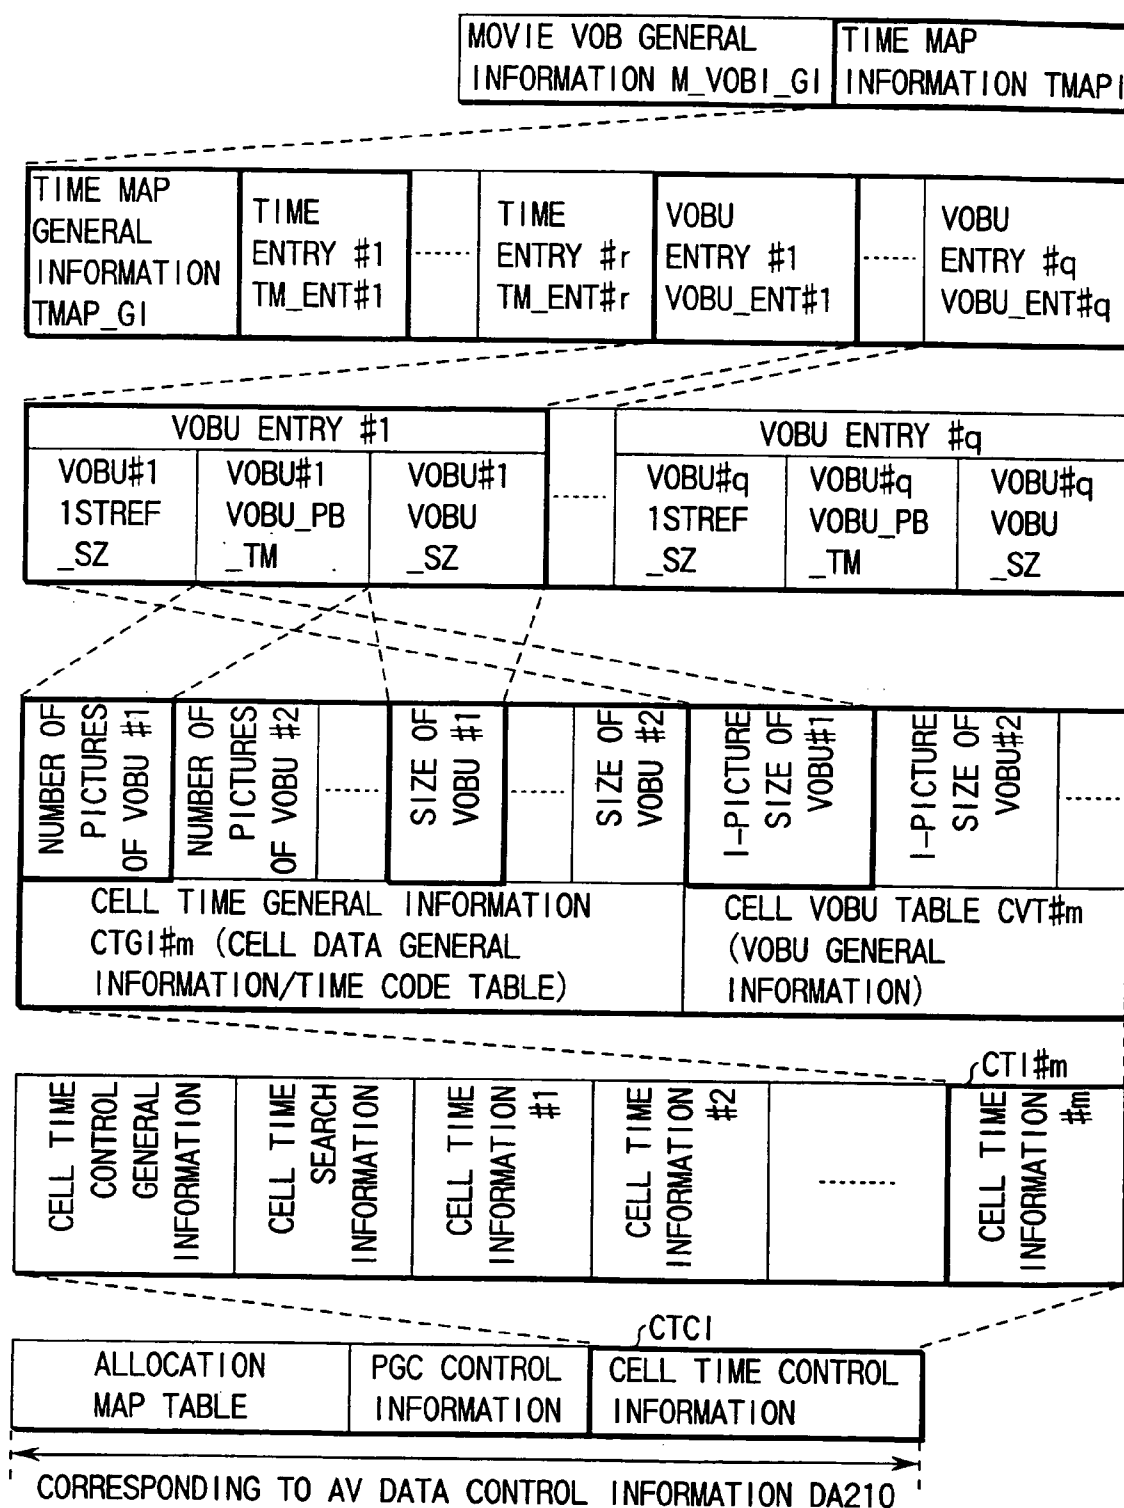 MOVIE VOB GENERAL
INFORMATION M_VOBI_GI
TIME MAP
INFORMATION TMAPI
TIME MAP
GENERAL
INFORMATION
TMAP_GI
TIME
ENTRY #1
TM_ENT#1
........
TIME
ENTRY #r
TM_ENT#r
VOBU
ENTRY #1
VOBU_ENT#1
........
VOBU
ENTRY #q
VOBU_ENT#q
VOBU ENTRY #1
VOBU#1
1STREF
_SZ
VOBU#1
VOBU_PB
_TM
VOBU#1
VOBU
_SZ
........
VOBU ENTRY #q
VOBU#q
1STREF
_SZ
VOBU#q
VOBU_PB
_TM
VOBU#q
VOBU
_SZ
NUMBER OF
PICTURES
OF VOBU #1
NUMBER OF
PICTURES
OF VOBU #2
........
SIZE OF
VOBU #1
........
SIZE OF
VOBU #2
I-PICTURE
SIZE OF
VOBU#1
I-PICTURE
SIZE OF
VOBU#2
........
CELL TIME GENERAL INFORMATION
CTGI#m (CELL DATA GENERAL
INFORMATION/TIME CODE TABLE)
CELL VOBU TABLE CVT#m
(VOBU GENERAL
INFORMATION)
CTI#m
CELL TIME
CONTROL
GENERAL
INFORMATION
CELL TIME
SEARCH
INFORMATION
CELL TIME
INFORMATION
#1
CELL TIME
INFORMATION
#2
........
CELL TIME
INFORMATION
#m
CTCI
ALLOCATION
MAP TABLE
PGC CONTROL
INFORMATION
CELL TIME CONTROL
INFORMATION
CORRESPONDING TO AV DATA CONTROL INFORMATION DA210